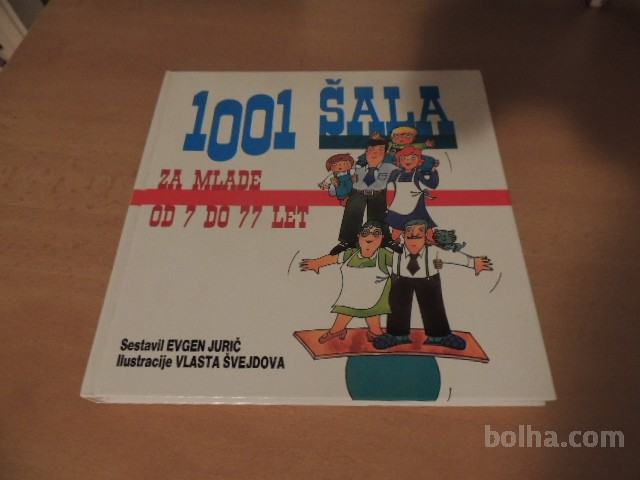 1001 ŠALA
ZA MLADE
OD 7 DO 77 LET
Sestavil EVGEN JURIČ
Ilustracije VLASTA ŠVEJDOVA
bolha.com